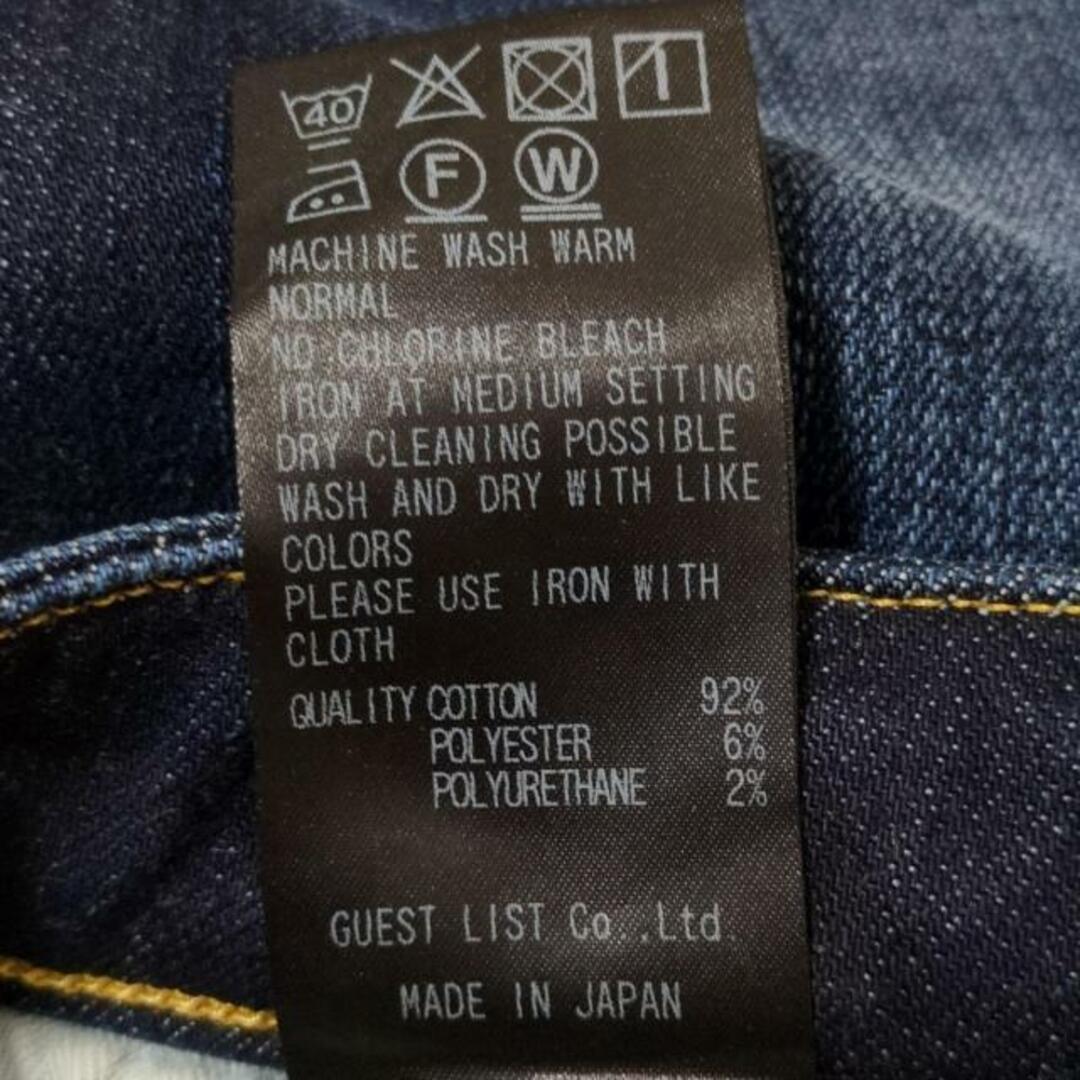 40
F W
MACHINE WASH WARM
NORMAL
NO CHLORINE BLEACH
IRON AT MEDIUM SETTING
DRY CLEANING POSSIBLE
WASH AND DRY WITH LIKE
COLORS
PLEASE USE IRON WITH
CLOTH
QUALITY COTTON 92%
POLYESTER 6%
POLYURETHANE 2%
GUEST LIST Co.,Ltd.
MADE IN JAPAN